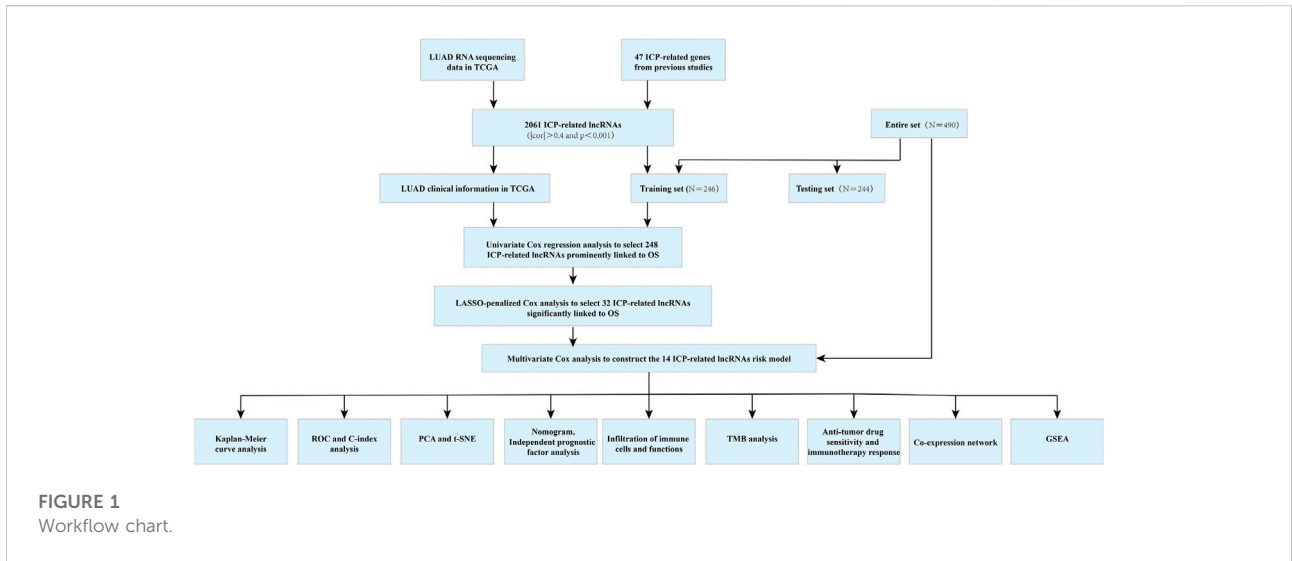 LUAD RNA sequencing
data in TCGA
47 ICP-related genes
from previous studies
2061 ICP-related lncRNAs
(|cor|>0.4 and p<0.001)
Entire set（N=490）
LUAD clinical information in TCGA
Training set (N=246)
Testing set（N=244）
Univariate Cox regression analysis to select 248
ICP-related lncRNAs prominently linked to OS
LASSO-penalized Cox analysis to select 32 ICP-related lncRNAs
significantly linked to OS
Multivariate Cox analysis to construct the 14 ICP-related lncRNAs risk model
Kaplan-Meier
curve analysis
ROC and C-index
analysis
PCA and t-SNE
Nomogram,
Independent prognostic
factor analysis
Infiltration of immune
cells and functions
TMB analysis
Anti-tumor drug
sensitivity and
immunotherapy response
Co-expression network
GSEA
FIGURE 1
Workflow chart.